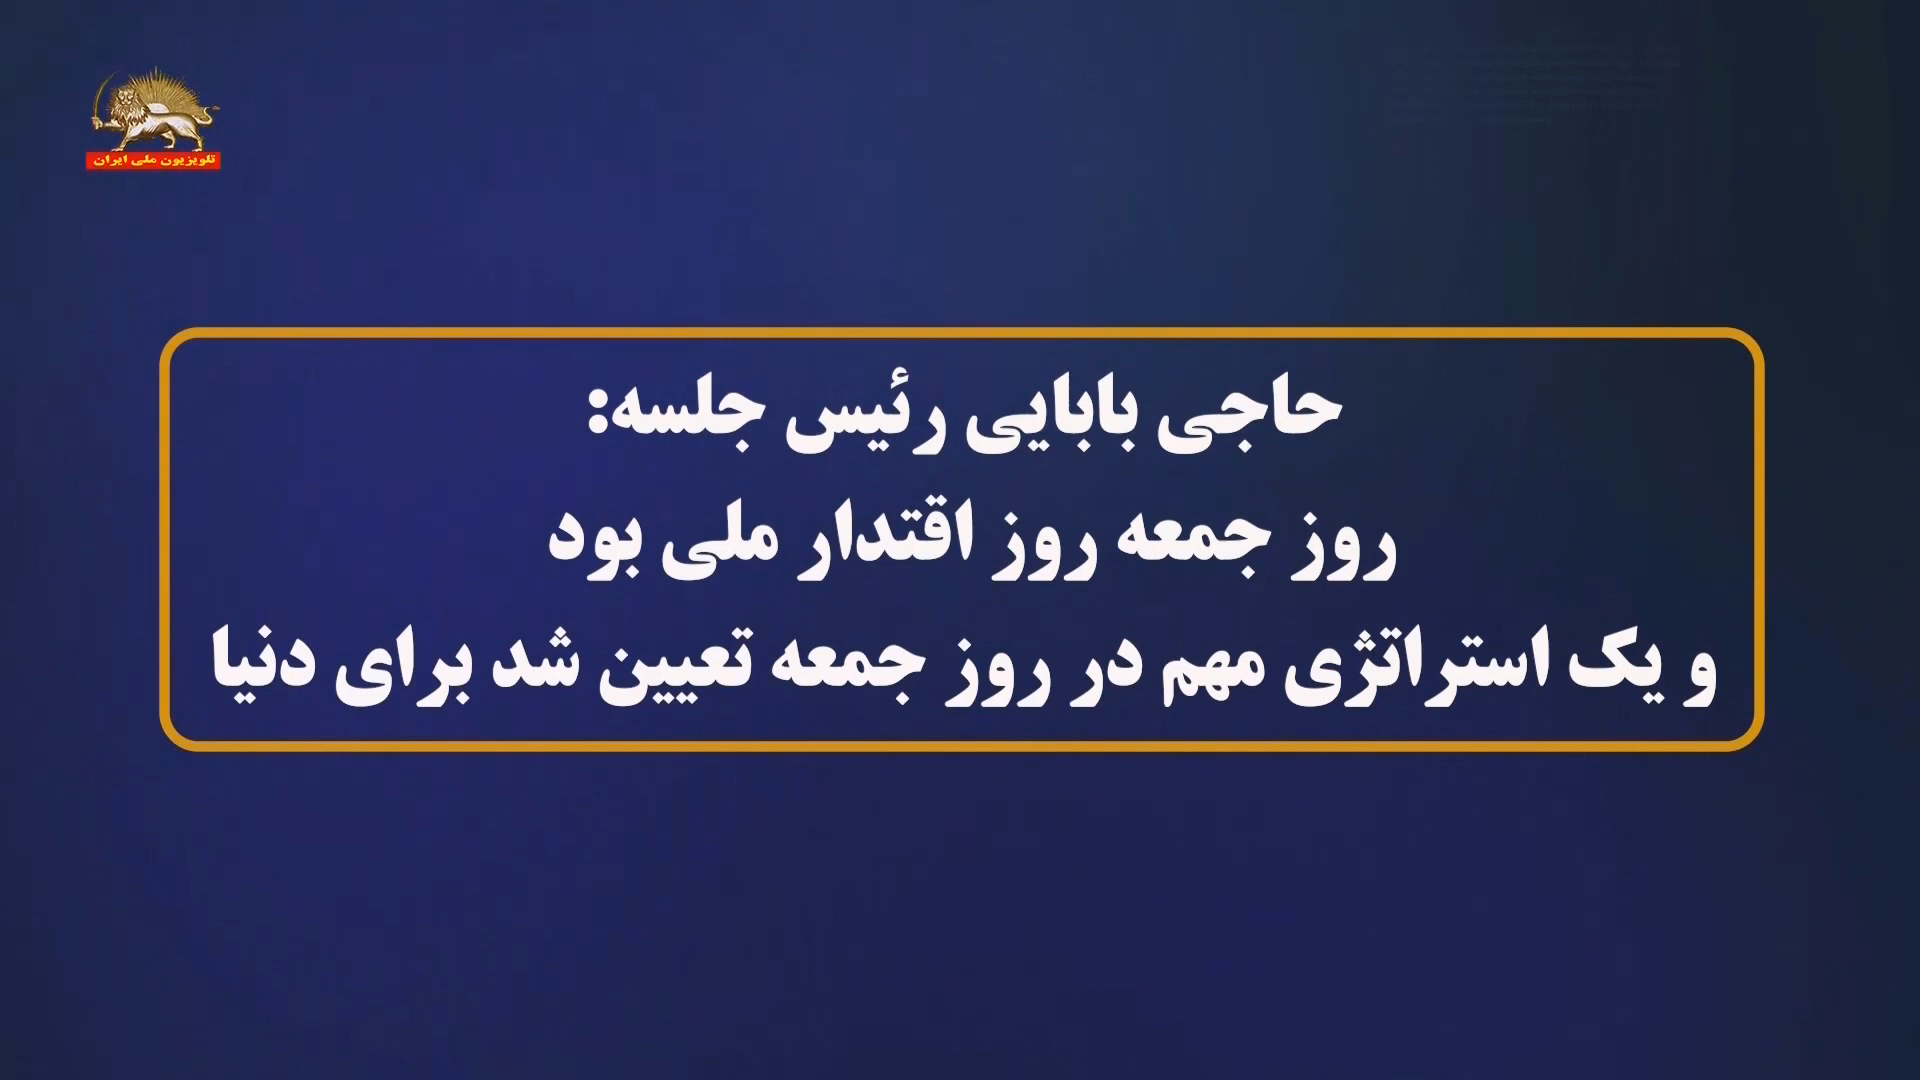 تلویزیون ملی ایران
حاجی بابایی رئیس جلسه:
روز جمعه روز اقتدار ملی بود
و یک استراتژی مهم در روز جمعه تعیین شد برای دنیا